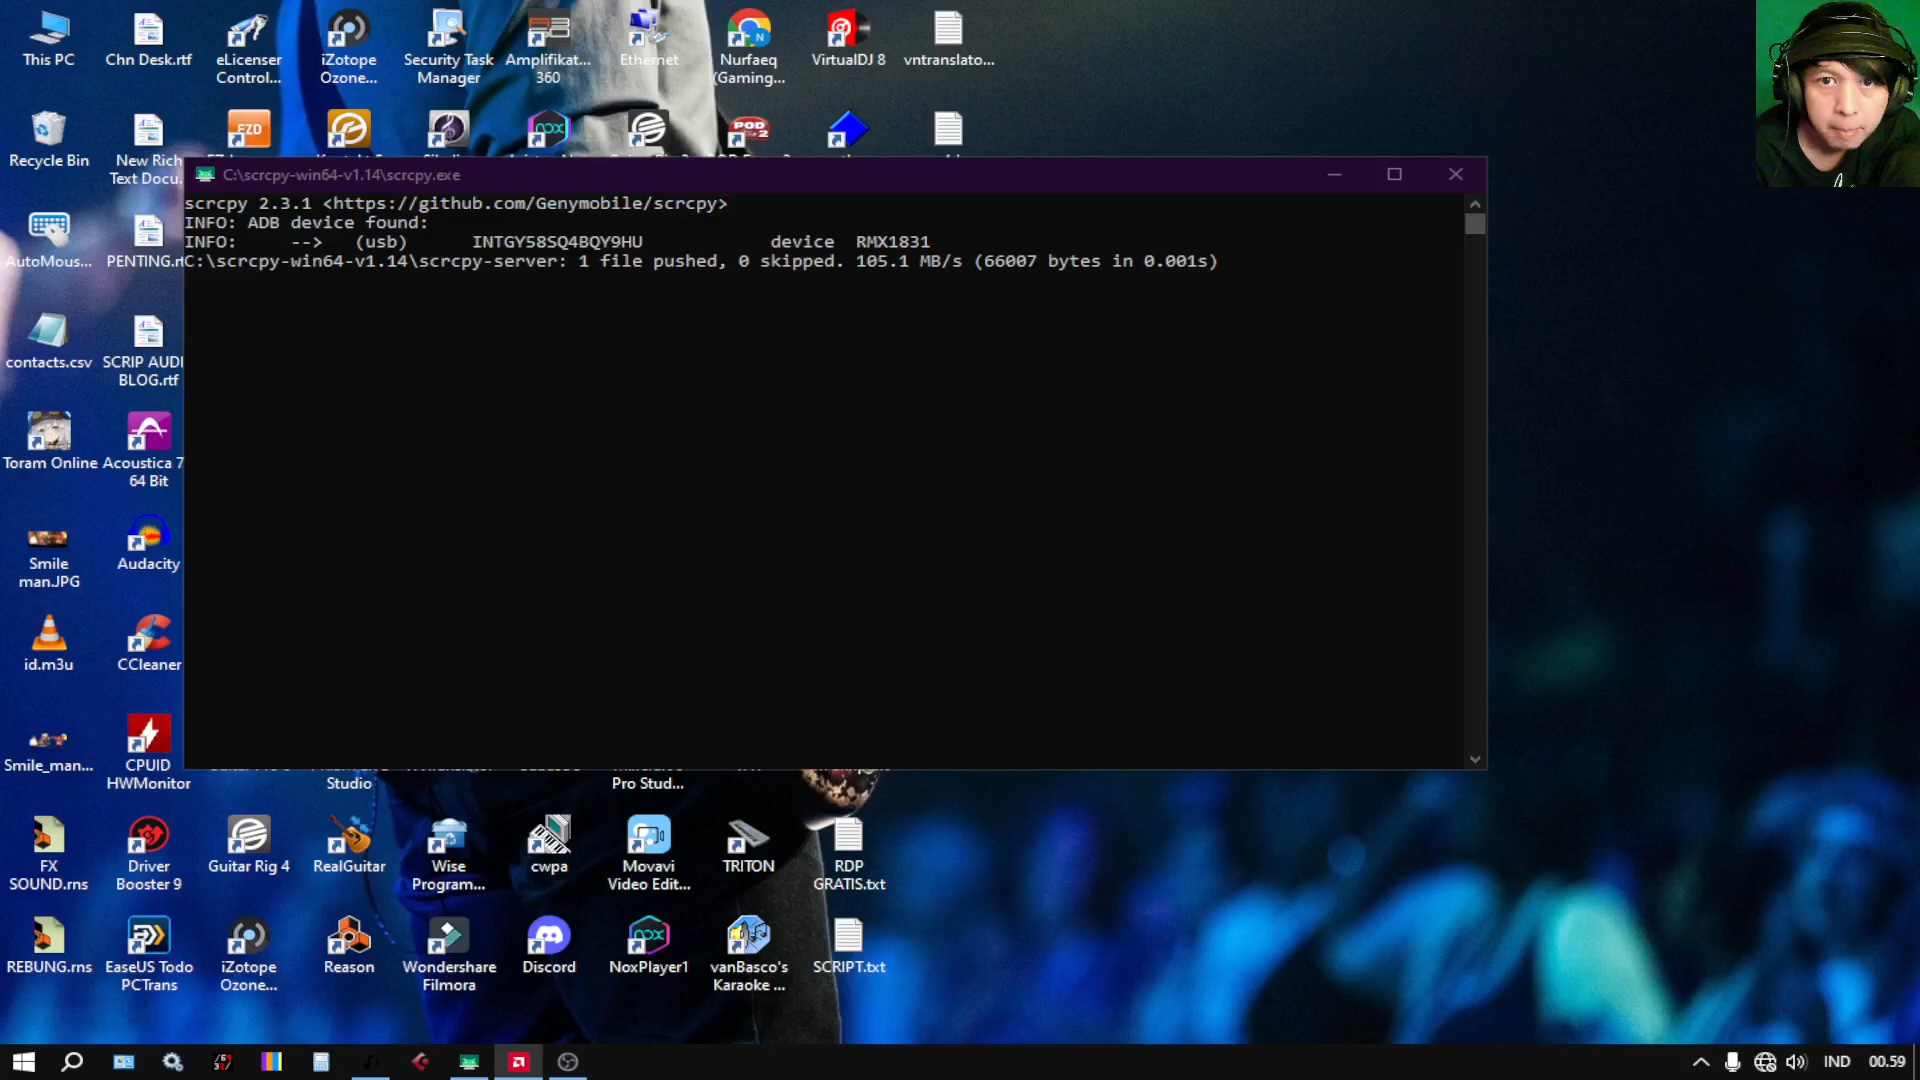 This PC
Chn Desk.rtf
eLicenser Control...
iZotope Ozone...
Security Task Manager
Amplifikat... 360
Ethernet
Nurfaeq (Gaming...
VirtualDJ 8
vntranslato...
Recycle Bin
New Rich Text Docu...
C:\scrcpy-win64-v1.14\scrcpy.exe
scrcpy 2.3.1 <https://github.com/Genymobile/scrcpy>
INFO: ADB device found:
INFO: --> (usb) INTGY58SQ4BQY9HU device RMX1831
C:\scrcpy-win64-v1.14\scrcpy-server: 1 file pushed, 0 skipped. 105.1 MB/s (66007 bytes in 0.001s)
AutoMous...
PENTING.rt
contacts.csv
SCRIP AUDI
BLOG.rtf
Toram Online
Acoustica 7
64 Bit
Smile man.JPG
Audacity
id.m3u
CCleaner
Smile_man...
CPUID HWMonitor
Studio
Pro Stud...
FX SOUND.rns
Driver Booster 9
Guitar Rig 4
RealGuitar
Wise Program...
cwpa
Movavi Video Edit...
TRITON
RDP GRATIS.txt
REBUNG.rns
EaseUS Todo PCTrans
iZotope Ozone...
Reason
Wondershare Filmora
Discord
NoxPlayer1
vanBasco's Karaoke ...
SCRIPT.txt
IND
00.59